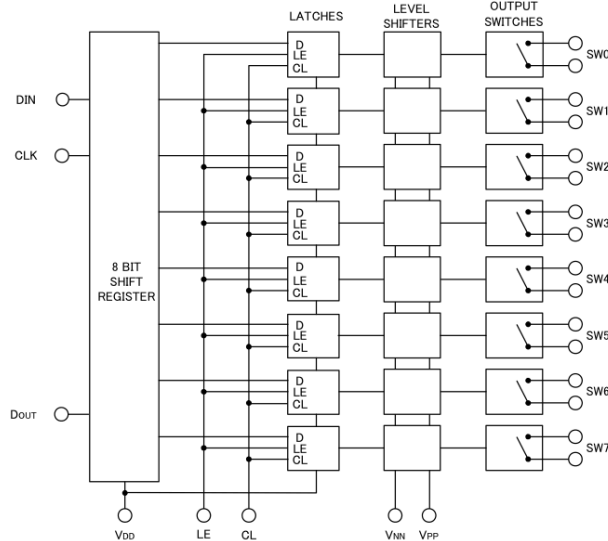 LATCHES
LEVEL
SHIFTERS
OUTPUT
SWITCHES
DIN
CLK
8 BIT
SHIFT
REGISTER
DOUT
D
LE
CL
SW0
D
LE
CL
SW1
D
LE
CL
SW2
D
LE
CL
SW3
D
LE
CL
SW4
D
LE
CL
SW5
D
LE
CL
SW6
D
LE
CL
SW7
VDD
LE
CL
VNN
VPP